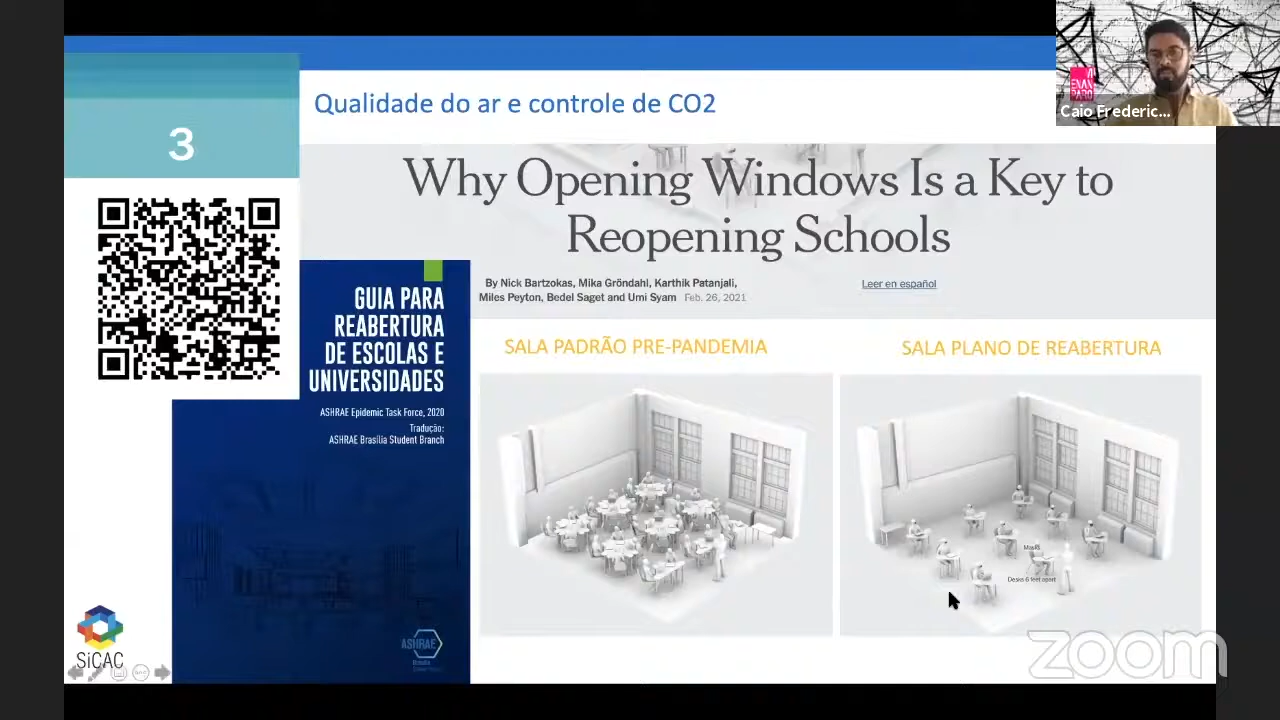 3
Qualidade do ar e controle de CO2
Why Opening Windows Is a Key to
Reopening Schools
By Nick Bartzokas, Mika Gröndahl, Karthik Patanjali,
Miles Peyton, Bedel Saget and Umi Syam Feb. 26, 2021
Leer en español
GUIA PARA
REABERTURA
DE ESCOLAS E
UNIVERSIDADES
ASHRAE Epidemic Task Force, 2020
Tradução:
ASHRAE Brasília Student Branch
ASHRAE
Brasília
SALA PADRÃO PRE-PANDEMIA
SALA PLANO DE REABERTURA
Masks
Desks 6 feet apart
SiCAC
Caio Frederic...
zoom